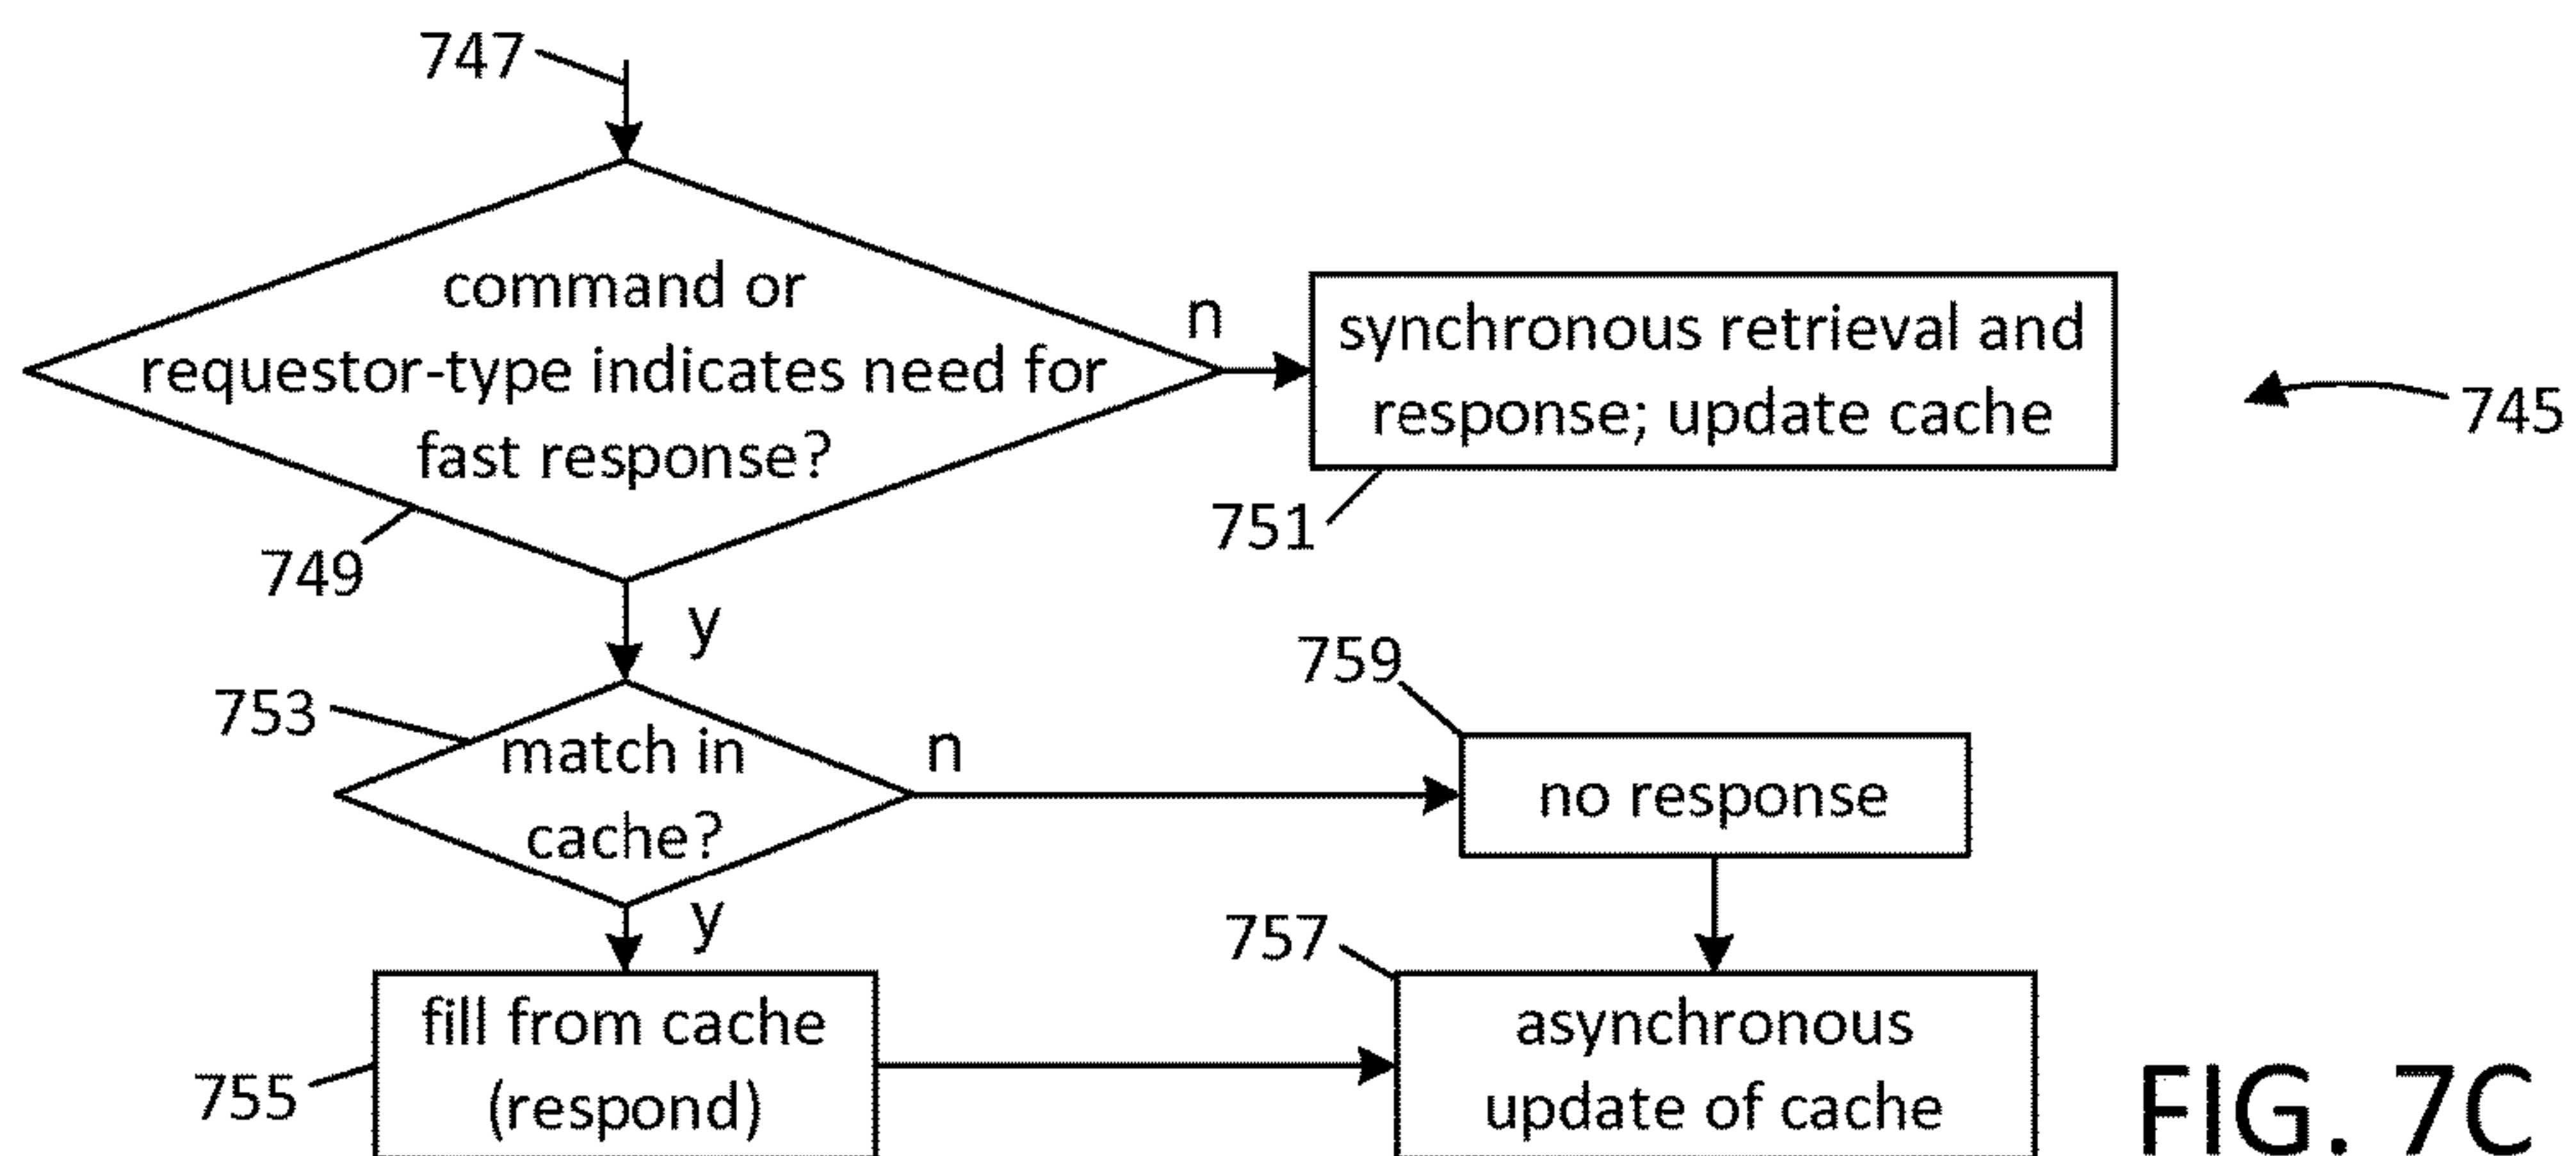 747
command or
requestor-type indicates need for
fast response?
n
synchronous retrieval and
response; update cache
745
751
749
y
759
753
match in
cache?
n
no response
y
757
fill from cache
(respond)
755
asynchronous
update of cache
FIG. 7C